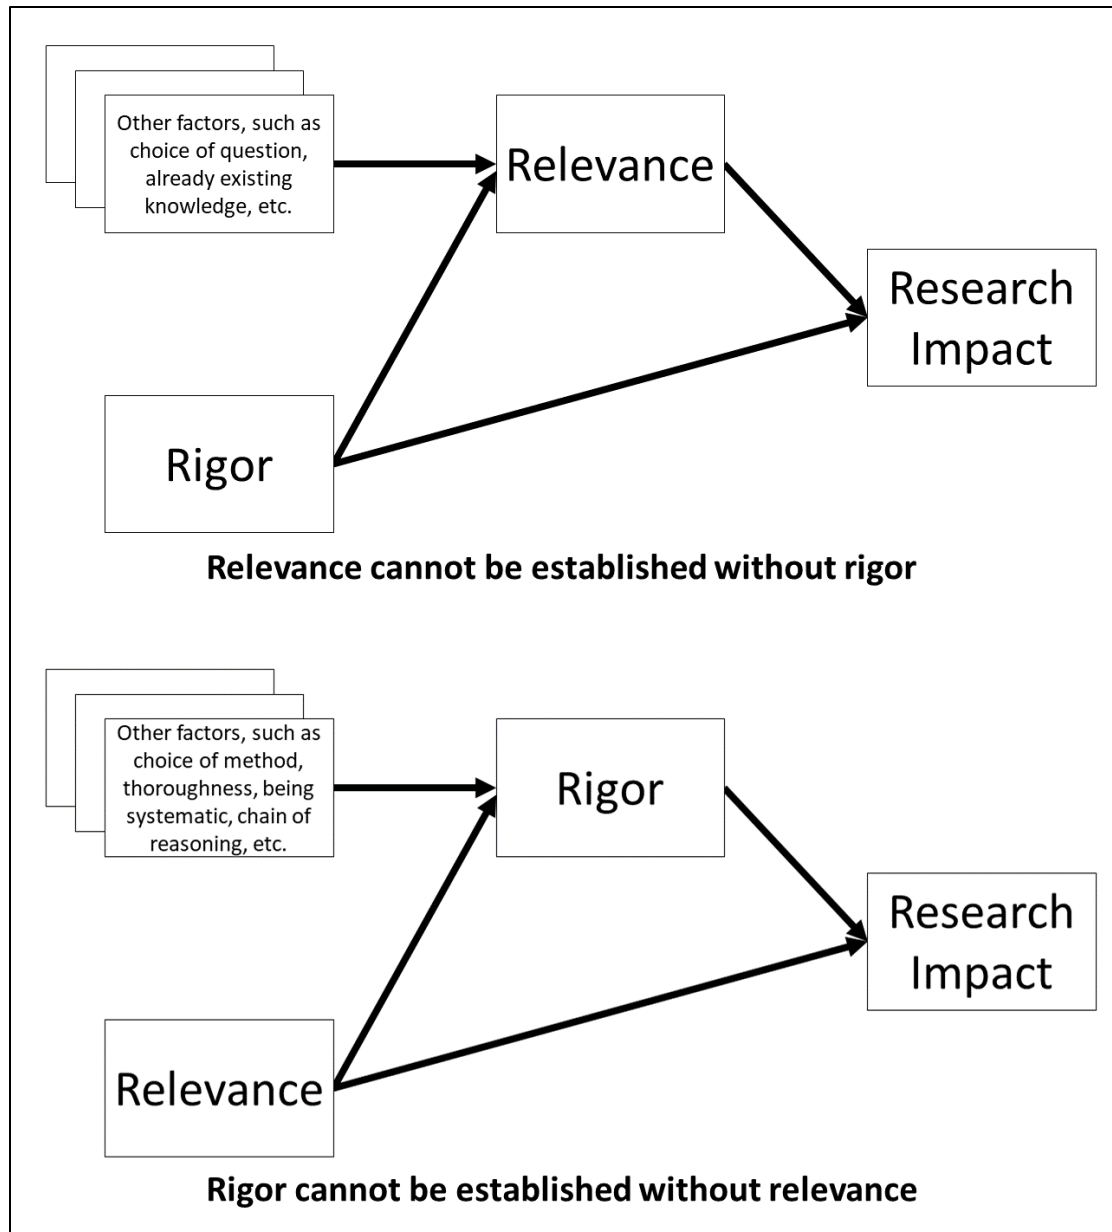 Other factors, such as
choice of question,
already existing
knowledge, etc.
Relevance
Research
Impact
Rigor
Relevance cannot be established without rigor
Other factors, such as
choice of method,
thoroughness, being
systematic, chain of
reasoning, etc.
Rigor
Research
Impact
Relevance
Rigor cannot be established without relevance